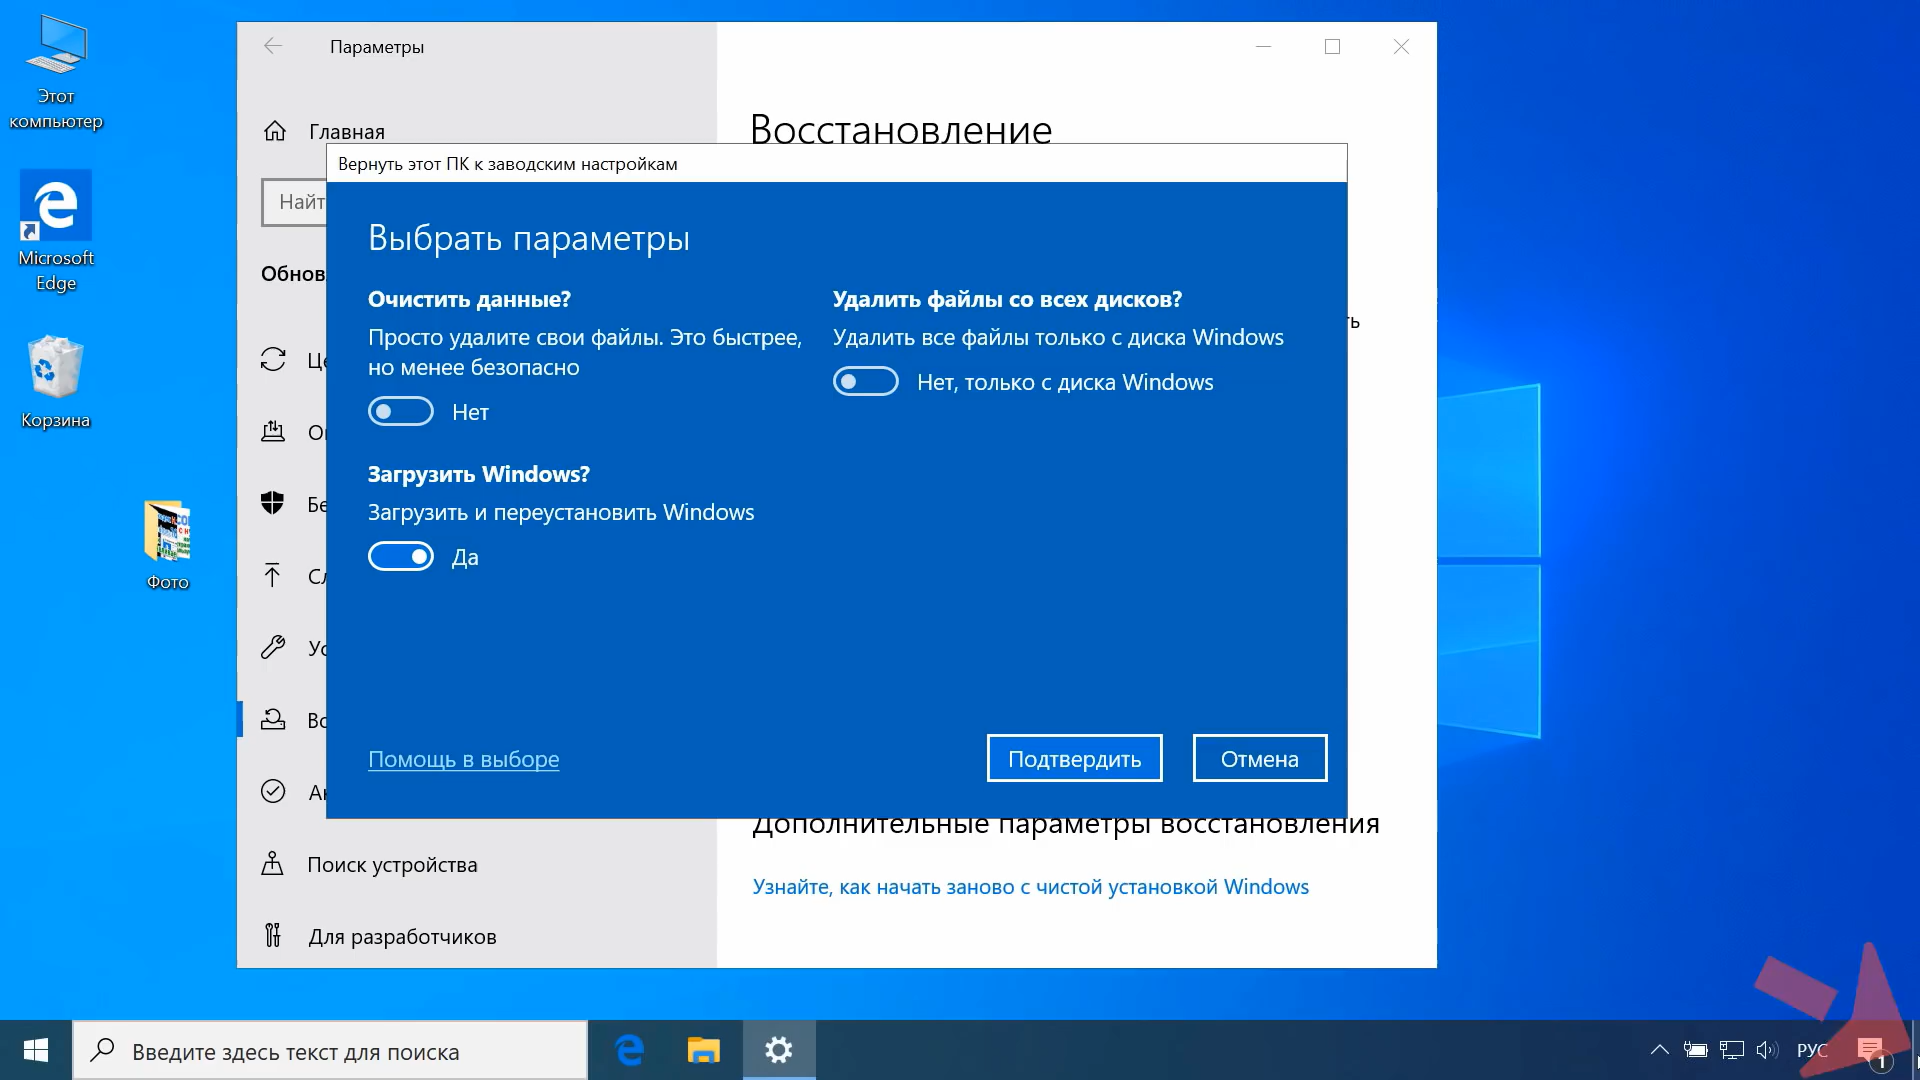 Этот
компьютер
Microsoft
Edge
Корзина
Фото
Параметры
Главная
Найт
Обнов
Поиск устройства
Для разработчиков
Восстановление
Вернуть этот ПК к заводским настройкам
Выбрать параметры
Очистить данные?
Просто удалите свои файлы. Это быстрее,
но менее безопасно
Нет
Загрузить Windows?
Загрузить и переустановить Windows
Да
Удалить файлы со всех дисков?
Удалить все файлы только с диска Windows
Нет, только с диска Windows
Помощь в выборе
Подтвердить
Отмена
Дополнительные параметры восстановления
Узнайте, как начать заново с чистой установкой Windows
Введите здесь текст для поиска
РУС
1